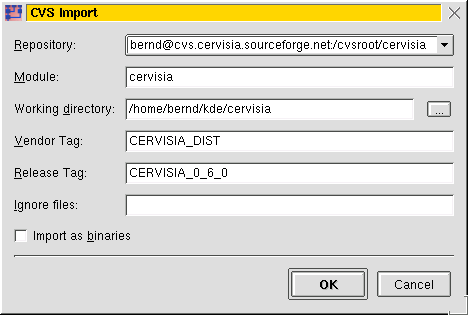 CVS Import
Repository: bernd@cvs.cervisia.sourceforge.net:/cvsroot/cervisia
Module: cervisia
Working directory: /home/bernd/kde/cervisia ...
Vendor Tag: CERVISIA_DIST
Release Tag: CERVISIA_0_6_0
Ignore files:
Import as binaries
OK Cancel